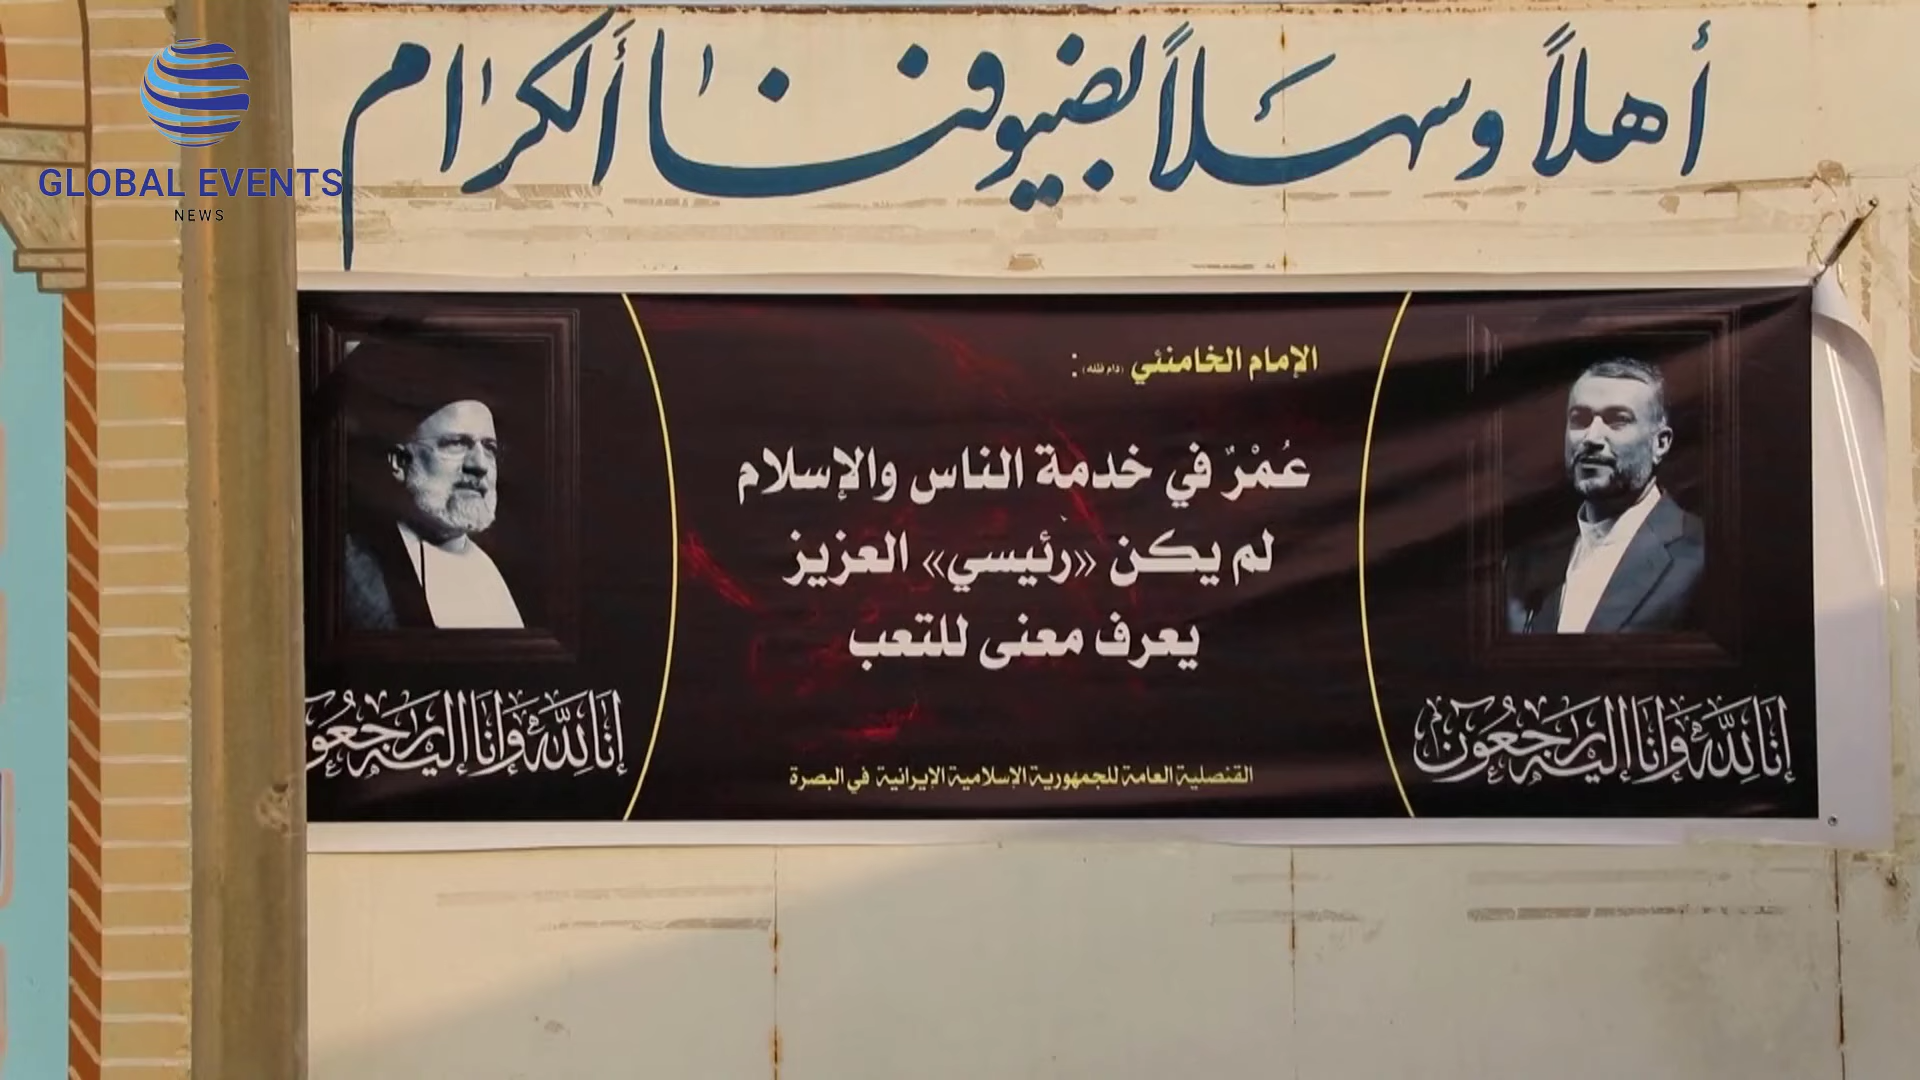 أهلاً وسهلاً بضيوفنا الكرام
GLOBAL EVENTS
NEWS
الإمام الخامنئي (دام ظله):
عُمْرٌ في خدمة الناس والإسلام
لم يكن «رئيسي» العزيز
يعرف معنى للتعب
إنا لله وإنا إليه راجعون
إنا لله وإنا إليه راجعو
القنصلية العامة للجمهورية الإسلامية الإيرانية في البصرة